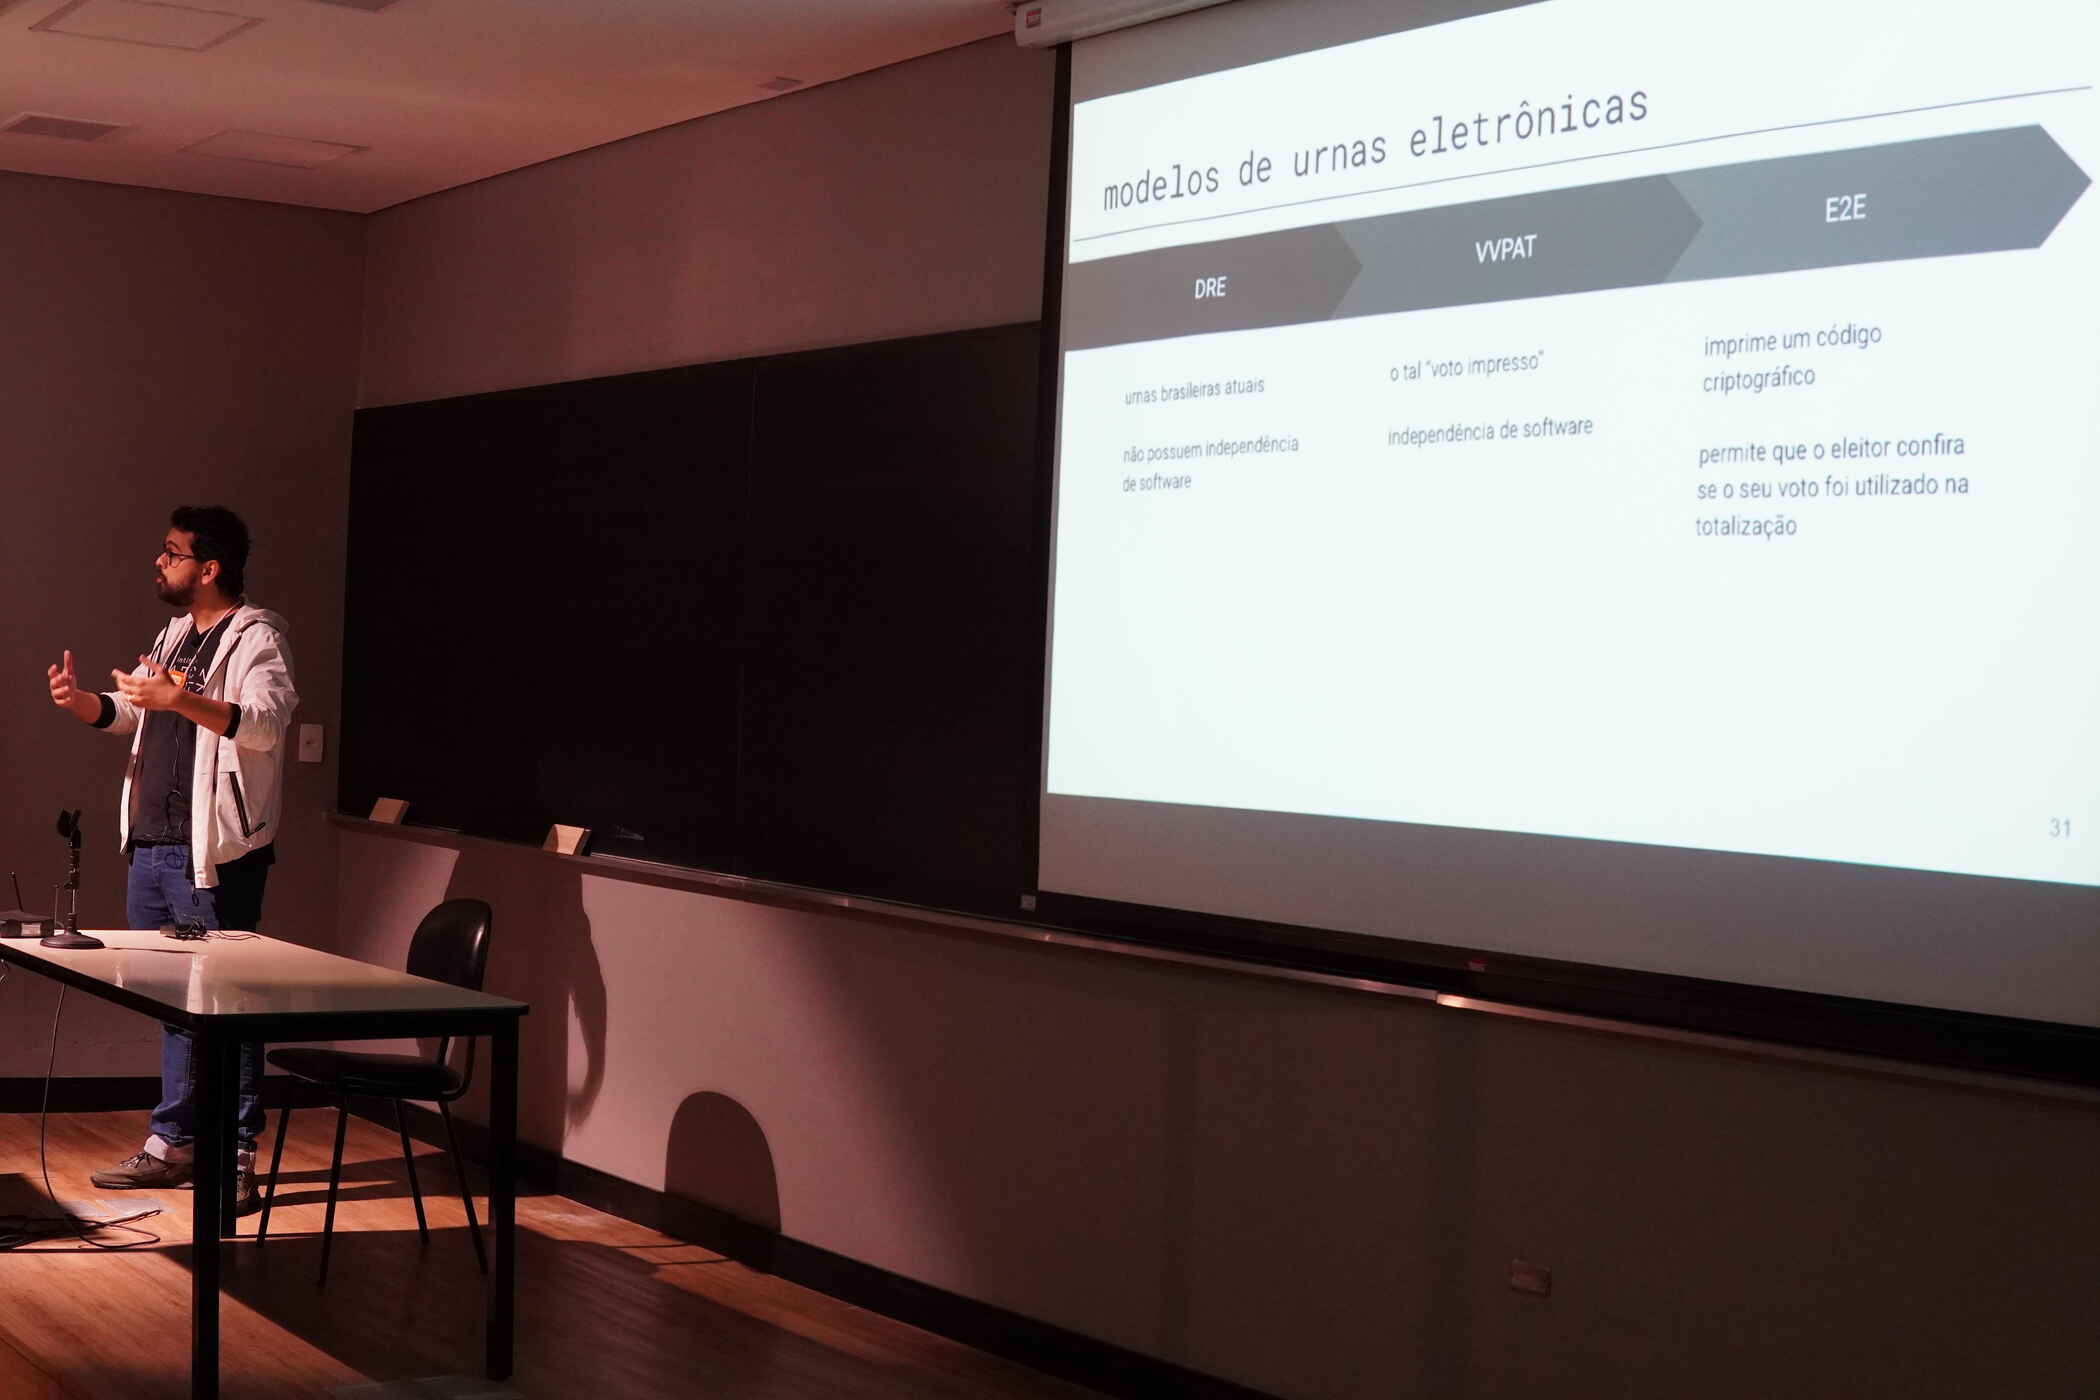 modelos de urnas eletrônicas
DRE
urnas brasileiras atuais
não possuem independência
de software
VVPAT
o tal "voto impresso"
independência de software
E2E
imprime um código
criptográfico
permite que o eleitor confira
se o seu voto foi utilizado na
totalização
31